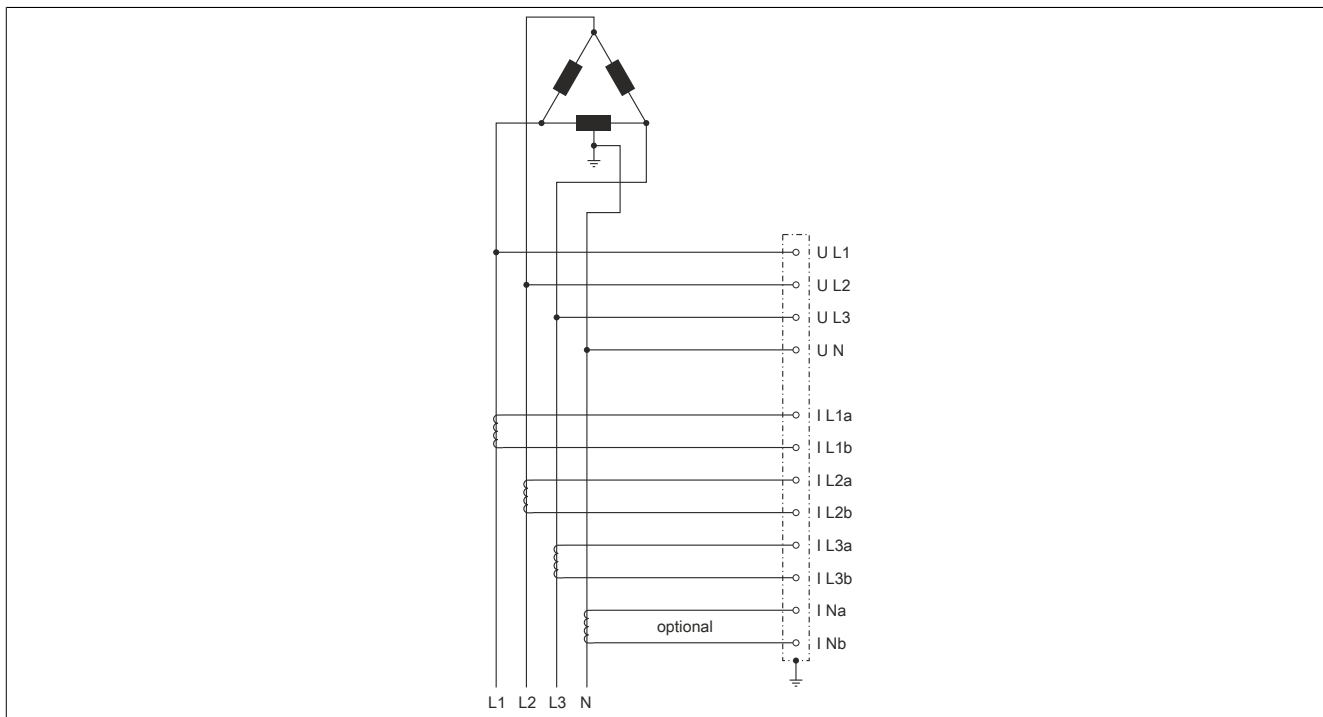 U L1
U L2
U L3
U N
I L1a
I L1b
I L2a
I L2b
I L3a
I L3b
I Na
optional
I Nb
L1 L2 L3 N